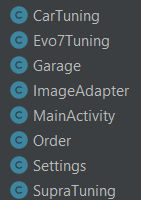 CarTuning
Evo7Tuning
Garage
ImageAdapter
MainActivity
Order
Settings
SupraTuning